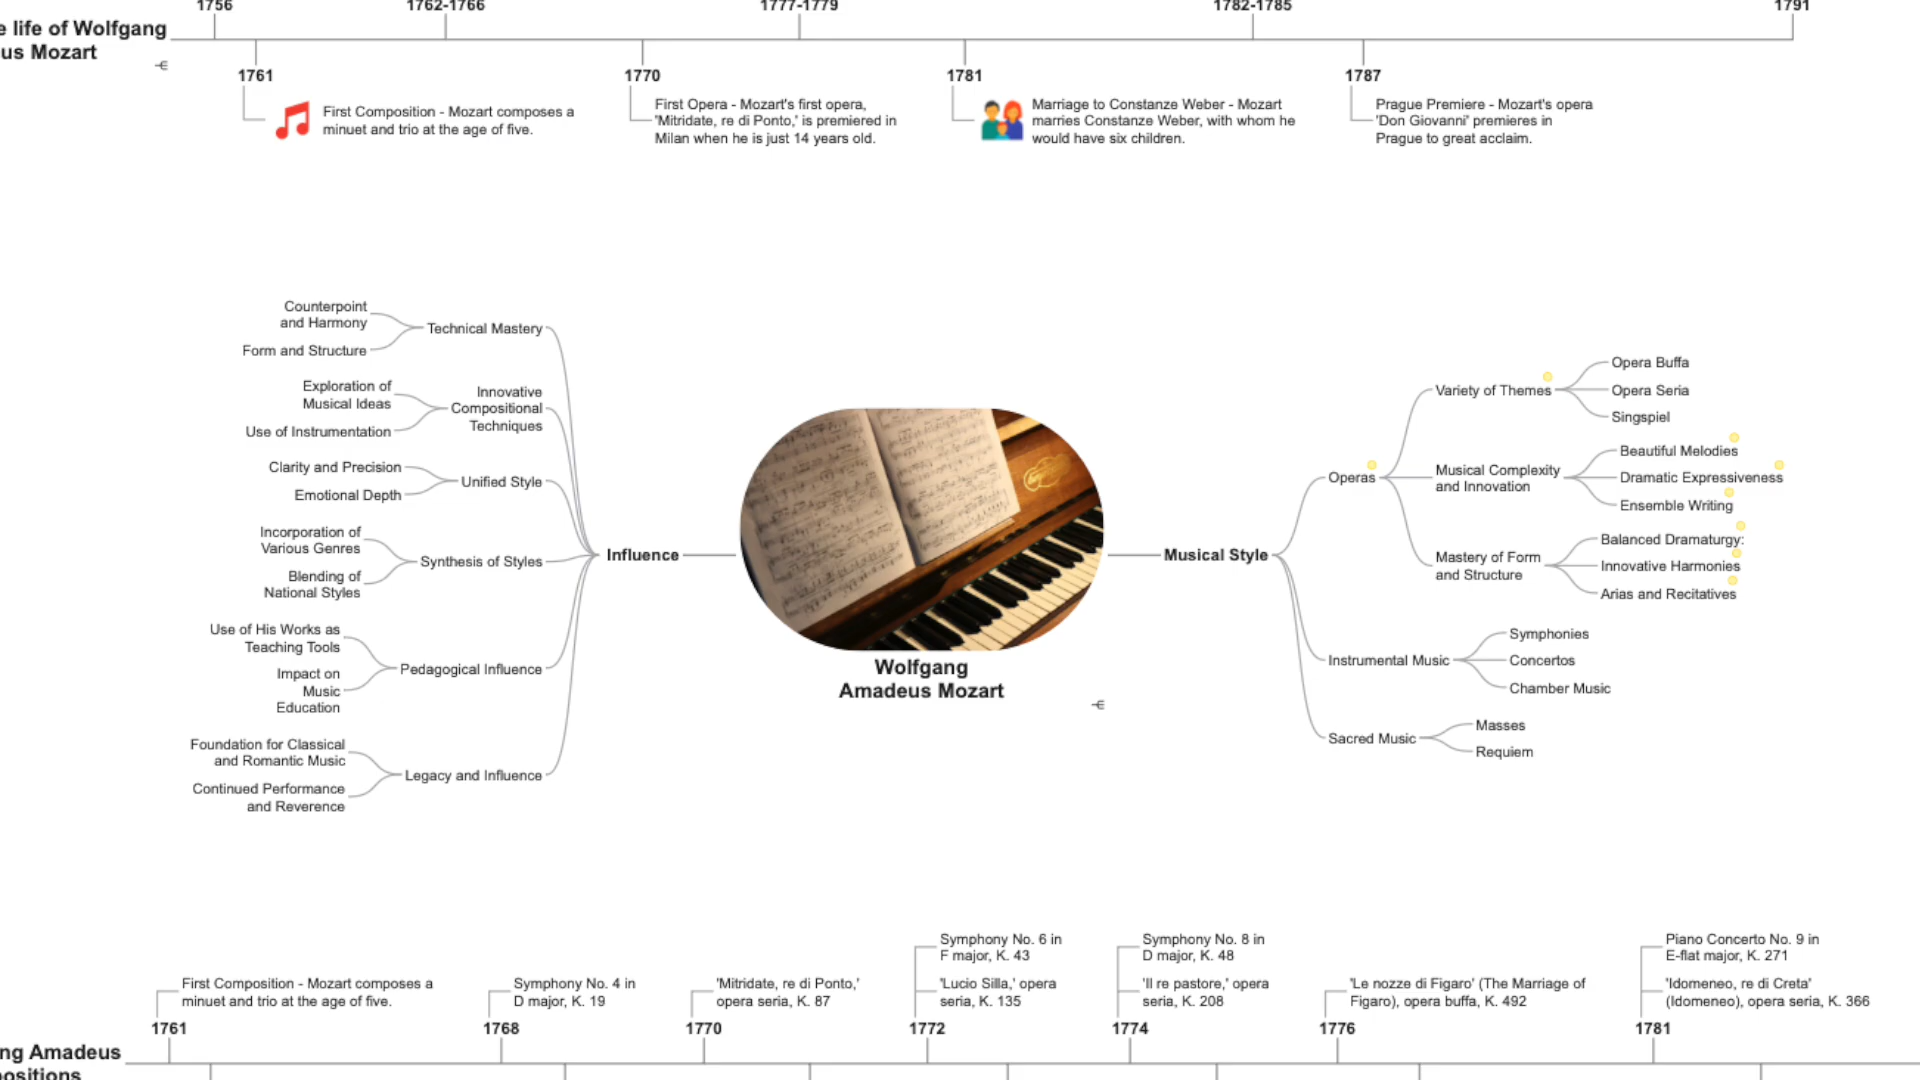 1756
1762-1766
1777-1779
1782-1785
1791
e life of Wolfgang
us Mozart
1761
1770
1781
1787
First Composition - Mozart composes a
minuet and trio at the age of five.
First Opera - Mozart's first opera,
'Mitridate, re di Ponto,' is premiered in
Milan when he is just 14 years old.
Marriage to Constanze Weber - Mozart
marries Constanze Weber, with whom he
would have six children.
Prague Premiere - Mozart's opera
'Don Giovanni' premieres in
Prague to great acclaim.
Counterpoint
and Harmony
Form and Structure
Technical Mastery
Exploration of
Musical Ideas
Use of Instrumentation
Innovative
Compositional
Techniques
Clarity and Precision
Emotional Depth
Unified Style
Incorporation of
Various Genres
Blending of
National Styles
Synthesis of Styles
Use of His Works as
Teaching Tools
Impact on
Music
Education
Pedagogical Influence
Foundation for Classical
and Romantic Music
Continued Performance
and Reverence
Legacy and Influence
Influence
Wolfgang
Amadeus Mozart
Musical Style
Operas
Variety of Themes
Opera Buffa
Opera Seria
Singspiel
Musical Complexity
and Innovation
Beautiful Melodies
Dramatic Expressiveness
Ensemble Writing
Mastery of Form
and Structure
Balanced Dramaturgy:
Innovative Harmonies
Arias and Recitatives
Instrumental Music
Symphonies
Concertos
Chamber Music
Sacred Music
Masses
Requiem
First Composition - Mozart composes a
minuet and trio at the age of five.
1761
Symphony No. 4 in
D major, K. 19
1768
'Mitridate, re di Ponto,'
opera seria, K. 87
1770
Symphony No. 6 in
F major, K. 43
'Lucio Silla,' opera
seria, K. 135
1772
Symphony No. 8 in
D major, K. 48
'Il re pastore,' opera
seria, K. 208
1774
'Le nozze di Figaro' (The Marriage of
Figaro), opera buffa, K. 492
1776
Piano Concerto No. 9 in
E-flat major, K. 271
'Idomeneo, re di Creta'
(Idomeneo), opera seria, K. 366
1781
ng Amadeus
positions